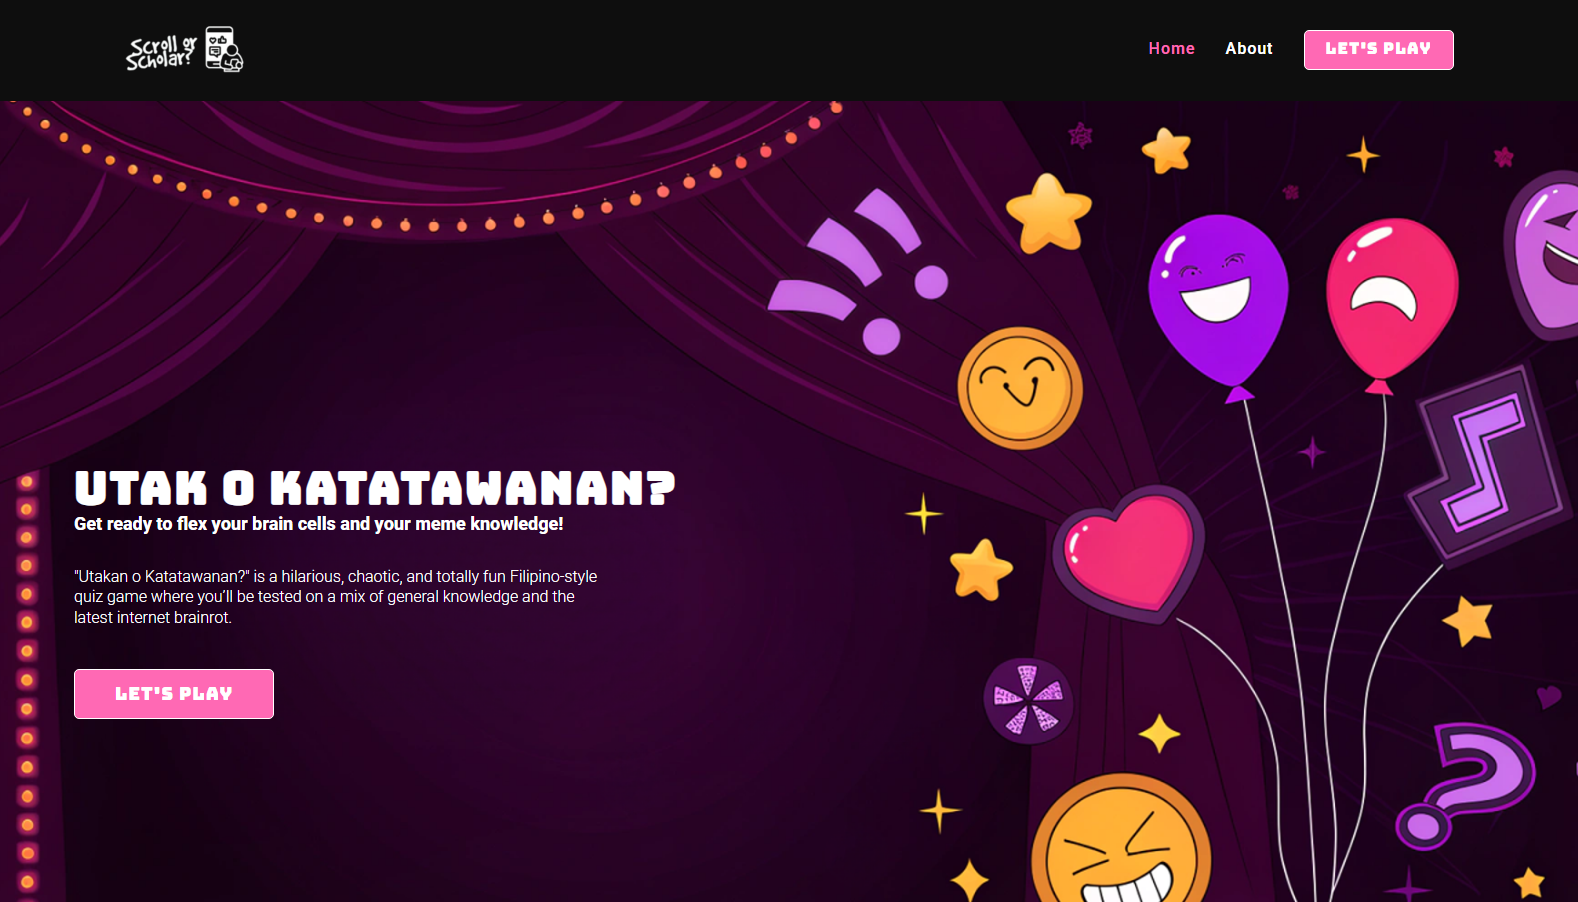 Scroll or
Scholar?
Home
About
LET'S PLAY
UTAK O KATATAWANAN?
Get ready to flex your brain cells and your meme knowledge!
"Utakan o Katatawanan?" is a hilarious, chaotic, and totally fun Filipino-style
quiz game where you’ll be tested on a mix of general knowledge and the
latest internet brainrot.
LET'S PLAY